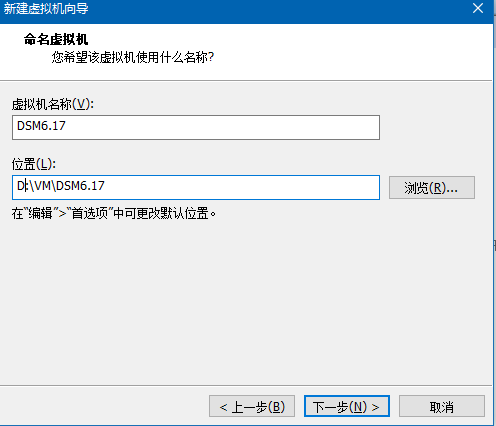 新建虚拟机向导
命名虚拟机
您希望该虚拟机使用什么名称?
虚拟机名称(V):
DSM6.17
位置(L):
D:\VM\DSM6.17
浏览(R)...
在“编辑”>“首选项”中可更改默认位置。
< 上一步(B)
下一步(N) >
取消